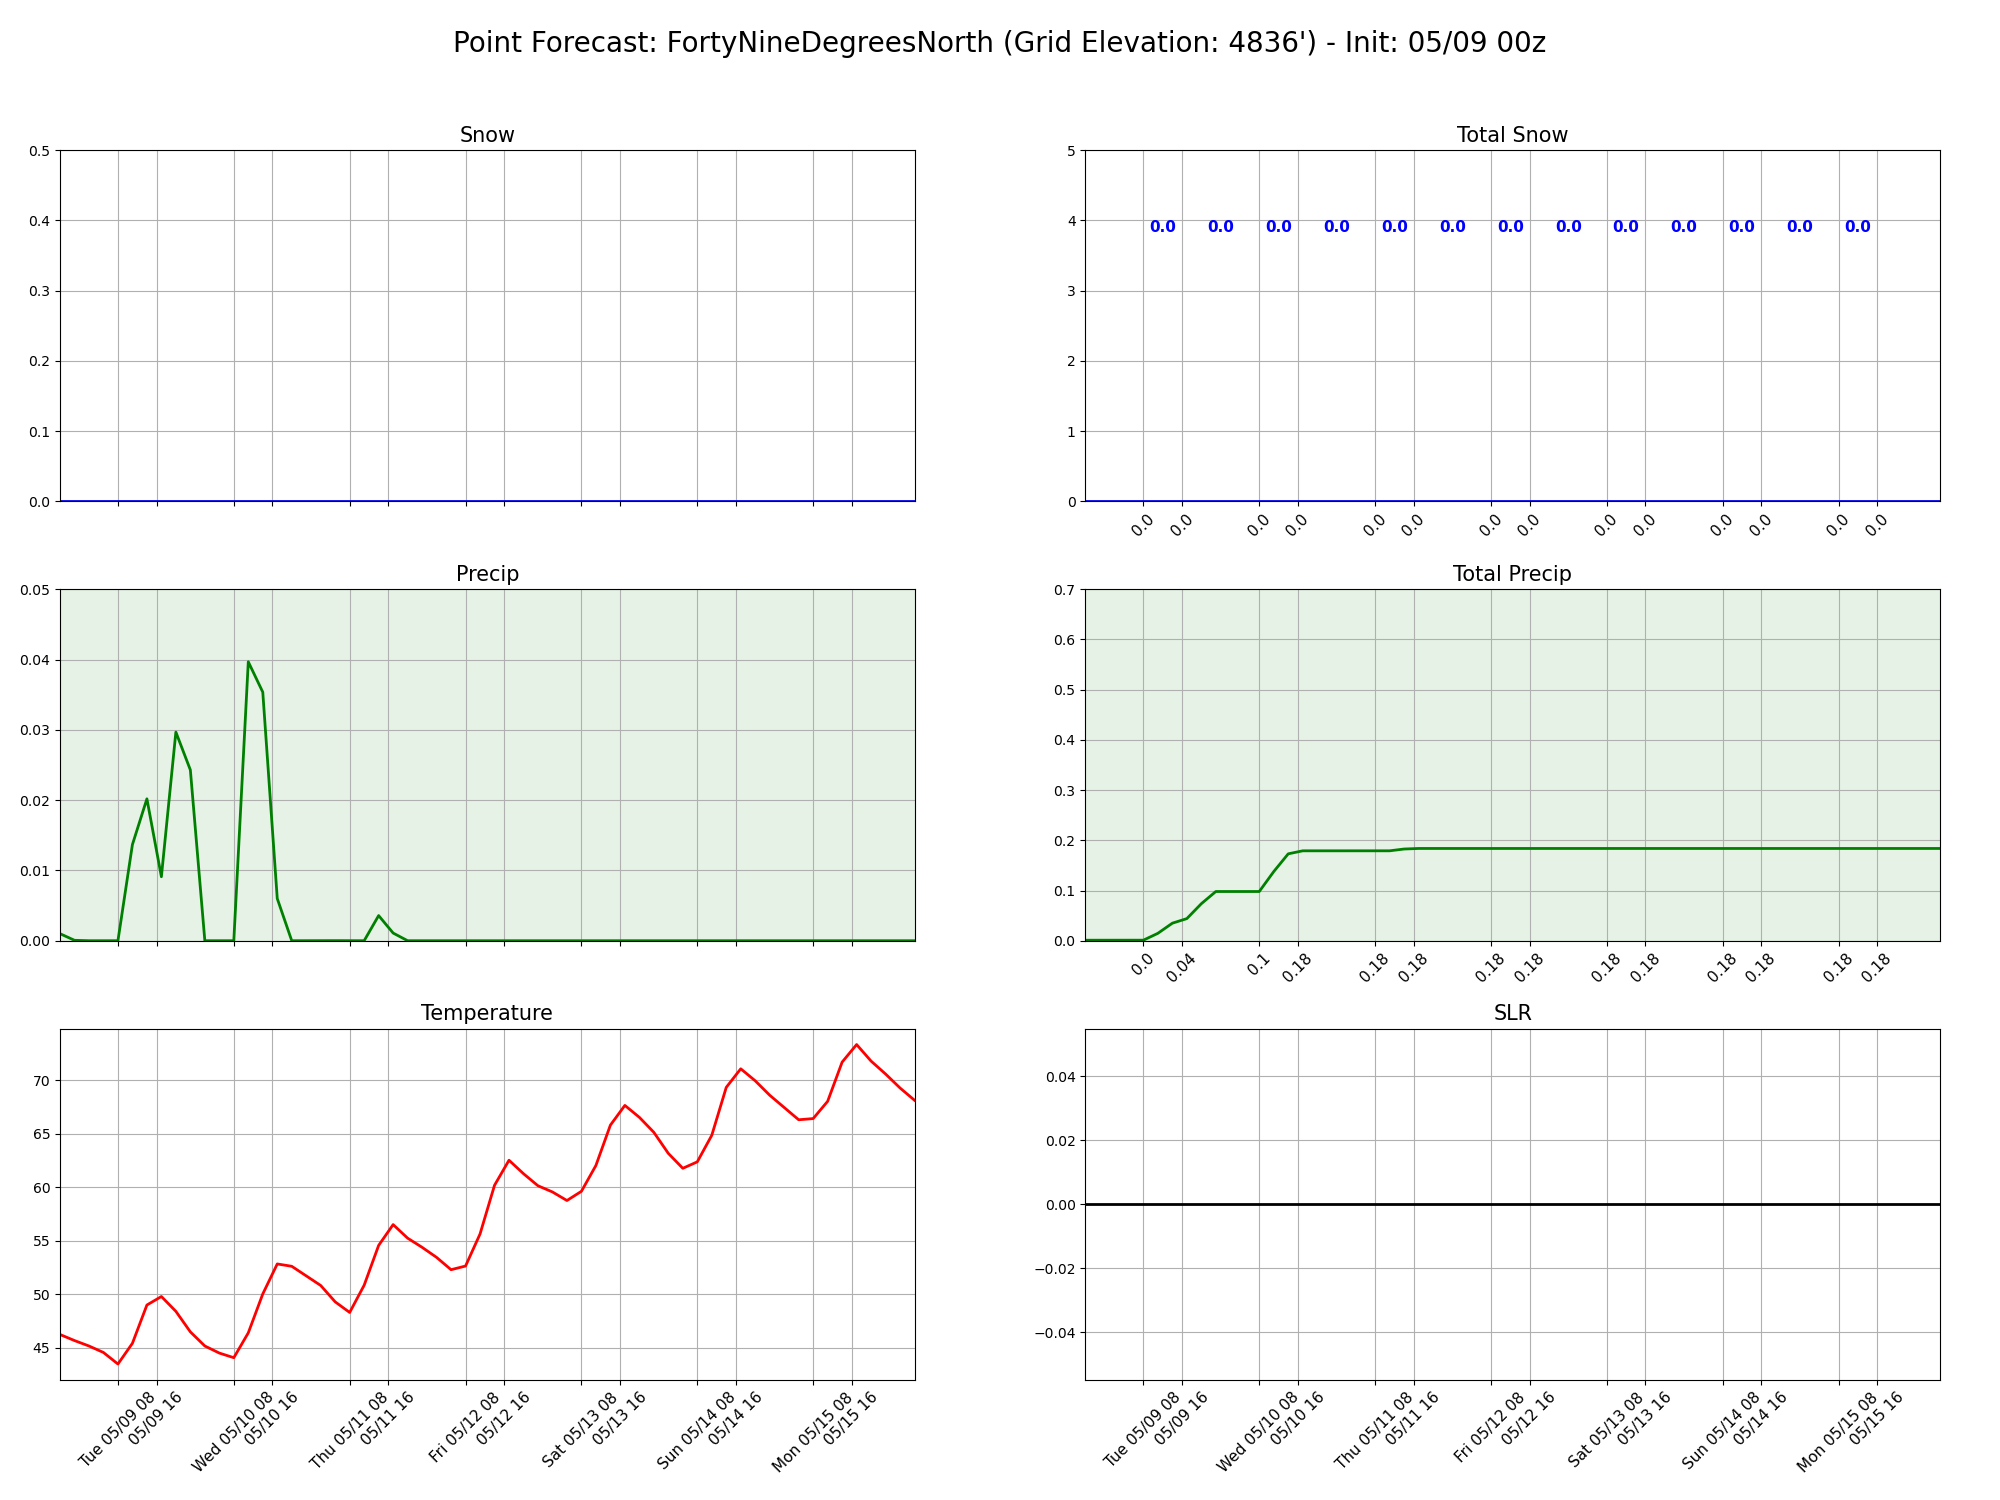 Point Forecast: FortyNineDegreesNorth (Grid Elevation: 4836') - Init: 05/09 00z
Snow
0.5
0.4
0.3
0.2
0.1
0.0
Total Snow
5
4
3
2
1
0
0.0 0.0 0.0 0.0 0.0 0.0 0.0 0.0 0.0 0.0 0.0 0.0 0.0
0.0 0.0 0.0 0.0 0.0 0.0 0.0 0.0 0.0 0.0 0.0 0.0 0.0 0.0
Precip
0.05
0.04
0.03
0.02
0.01
0.00
Total Precip
0.7
0.6
0.5
0.4
0.3
0.2
0.1
0.0
0.0 0.04 0.1 0.18 0.18 0.18 0.18 0.18 0.18 0.18 0.18 0.18 0.18 0.18
Temperature
70
65
60
55
50
45
Tue 05/09 08
05/09 16
Wed 05/10 08
05/10 16
Thu 05/11 08
05/11 16
Fri 05/12 08
05/12 16
Sat 05/13 08
05/13 16
Sun 05/14 08
05/14 16
Mon 05/15 08
05/15 16
SLR
0.04
0.02
0.00
−0.02
−0.04
Tue 05/09 08
05/09 16
Wed 05/10 08
05/10 16
Thu 05/11 08
05/11 16
Fri 05/12 08
05/12 16
Sat 05/13 08
05/13 16
Sun 05/14 08
05/14 16
Mon 05/15 08
05/15 16